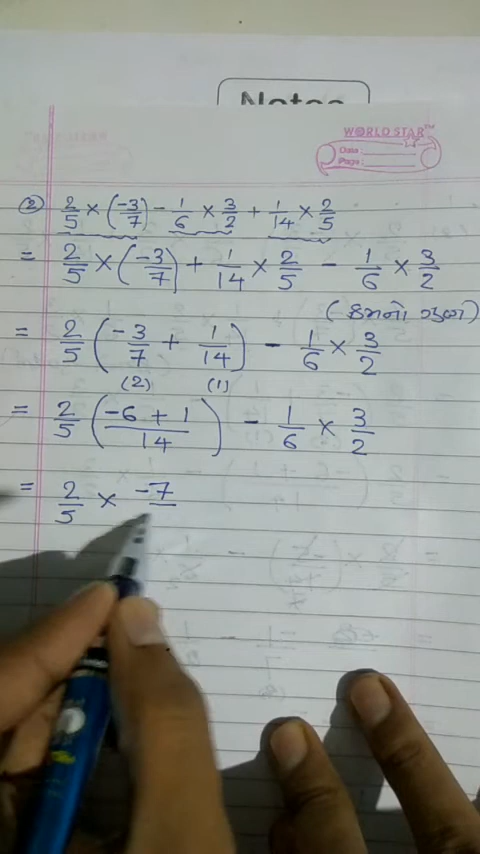 Notes
WORLD STAR™
Date :
Page :
② 2/5 × (-3/7) - 1/6 × 3/2 + 1/14 × 2/5
= 2/5 × (-3/7) + 1/14 × 2/5 - 1/6 × 3/2
(ક્રમનો ગુણ)
= 2/5 (-3/7 + 1/14) - 1/6 × 3/2
(2) (1)
= 2/5 (-6 + 1/14) - 1/6 × 3/2
= 2/5 × -7